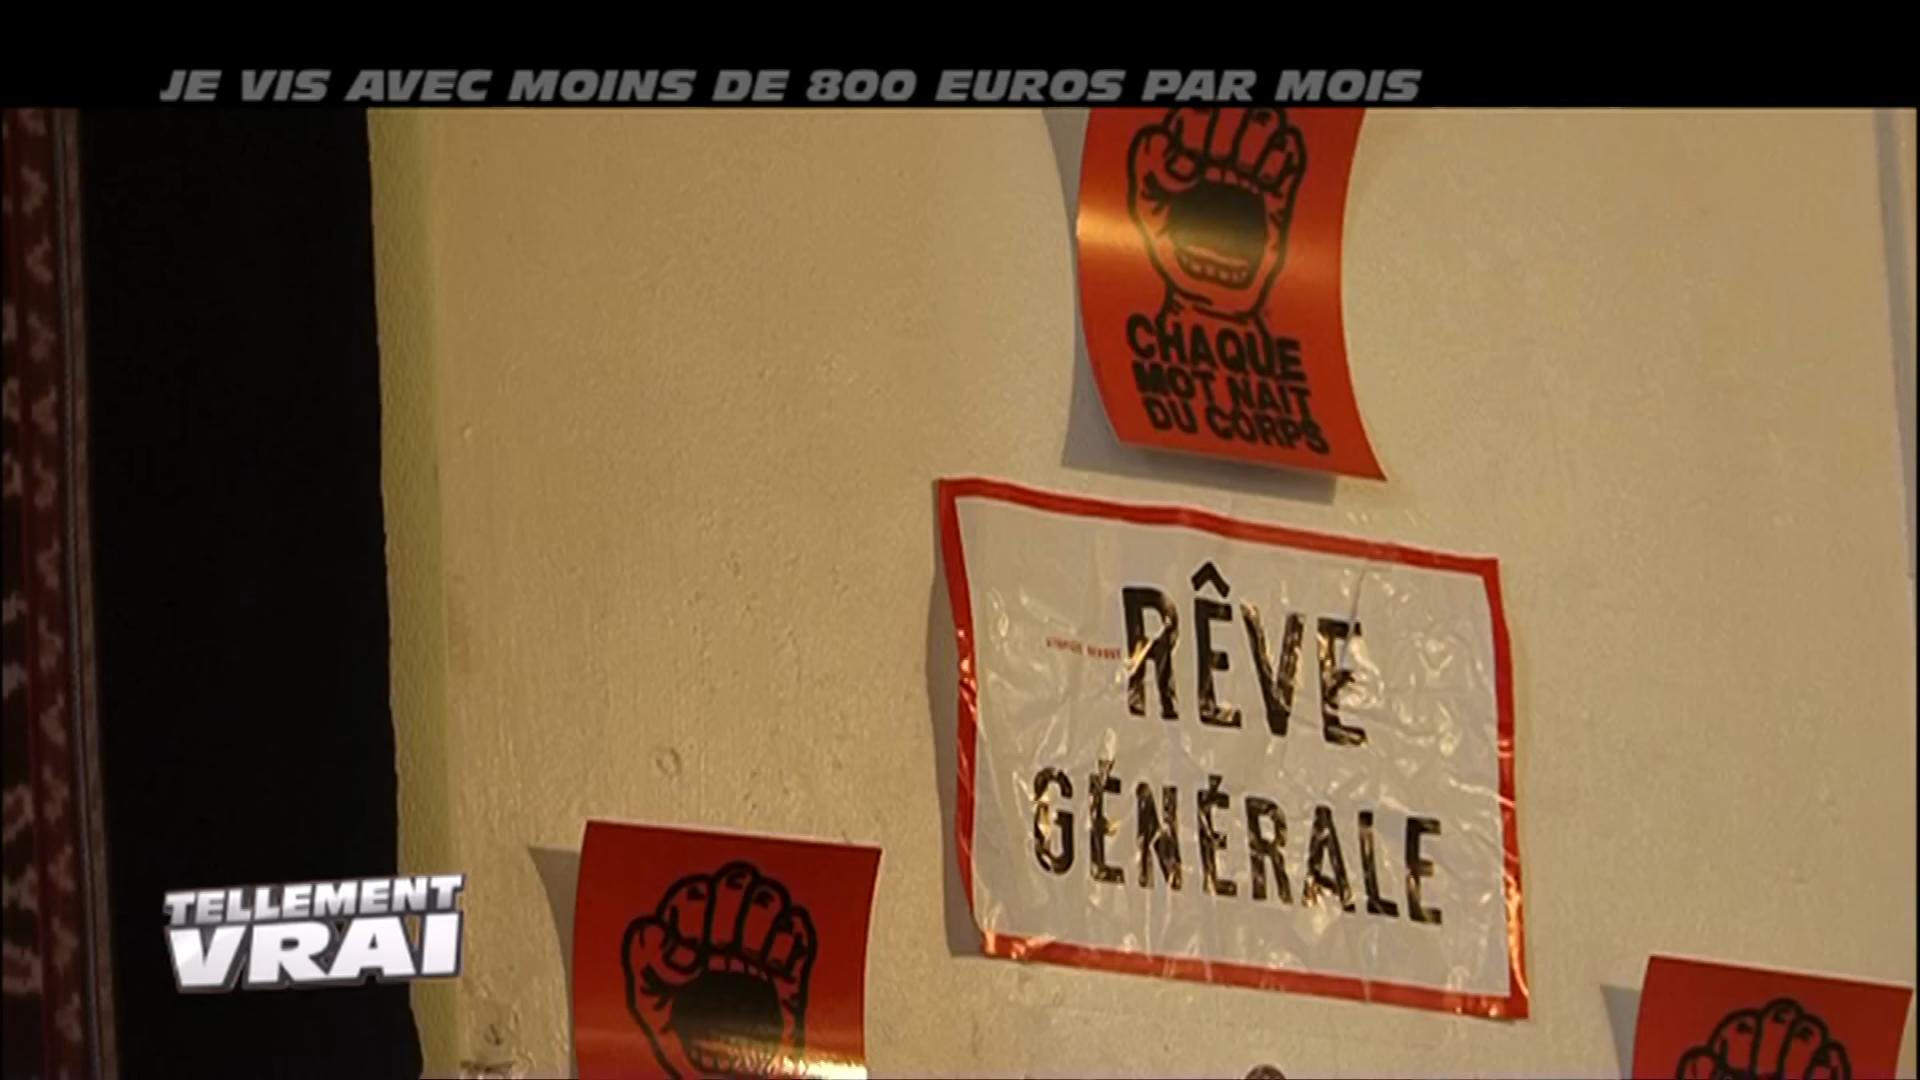 JE VIS AVEC MOINS DE 800 EUROS PAR MOIS
CHAQUE
MOT NAIT
DU CORPS
RÊVE
GÉNÉRALE
TELLEMENT
VRAI